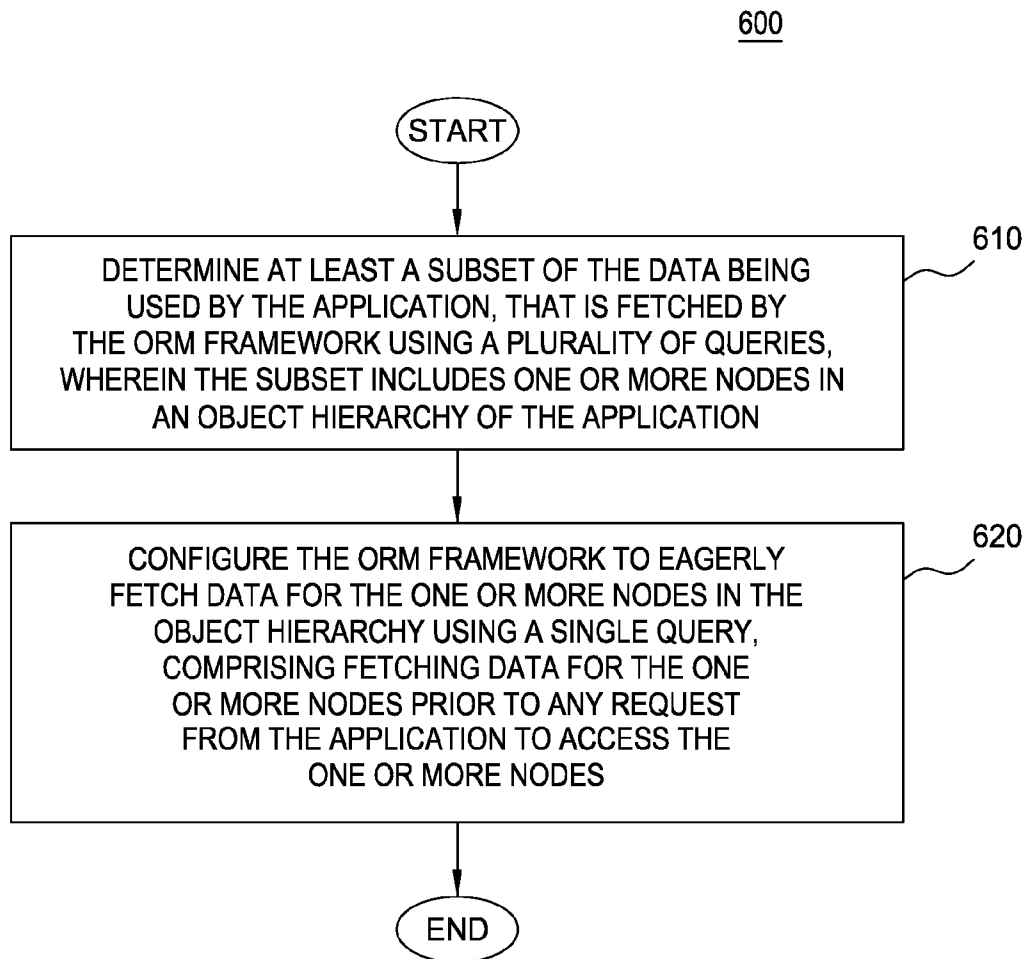 600
START
610
DETERMINE AT LEAST A SUBSET OF THE DATA BEING
USED BY THE APPLICATION, THAT IS FETCHED BY
THE ORM FRAMEWORK USING A PLURALITY OF QUERIES,
WHEREIN THE SUBSET INCLUDES ONE OR MORE NODES IN
AN OBJECT HIERARCHY OF THE APPLICATION
620
CONFIGURE THE ORM FRAMEWORK TO EAGERLY
FETCH DATA FOR THE ONE OR MORE NODES IN THE
OBJECT HIERARCHY USING A SINGLE QUERY,
COMPRISING FETCHING DATA FOR THE ONE
OR MORE NODES PRIOR TO ANY REQUEST
FROM THE APPLICATION TO ACCESS THE
ONE OR MORE NODES
END